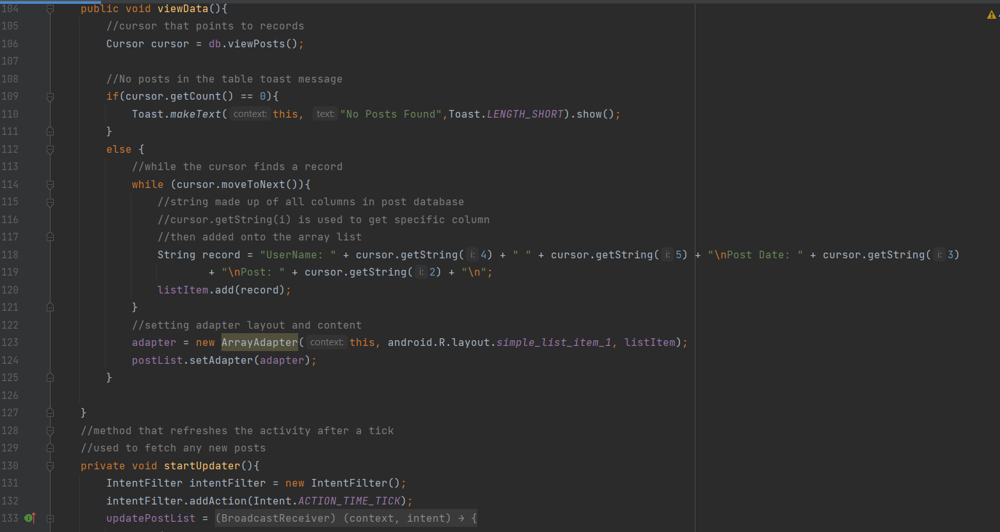 104 public void viewData(){
105 //cursor that points to records
106 Cursor cursor = db.viewPosts();
107
108 //No posts in the table toast message
109 if(cursor.getCount() == 0){
110 Toast.makeText( context: this, text: "No Posts Found",Toast.LENGTH_SHORT).show();
111 }
112 else {
113 //while the cursor finds a record
114 while (cursor.moveToNext()){
115 //string made up of all columns in post database
116 //cursor.getString(i) is used to get specific column
117 //then added onto the array list
118 String record = "UserName: " + cursor.getString( i: 4) + " " + cursor.getString( i: 5) + "\nPost Date: " + cursor.getString( i: 3)
119 + "\nPost: " + cursor.getString( i: 2) + "\n";
120 listItem.add(record);
121 }
122 //setting adapter layout and content
123 adapter = new ArrayAdapter( context: this, android.R.layout.simple_list_item_1, listItem);
124 postList.setAdapter(adapter);
125 }
126
127 }
128 //method that refreshes the activity after a tick
129 //used to fetch any new posts
130 private void startUpdater(){
131 IntentFilter intentFilter = new IntentFilter();
132 intentFilter.addAction(Intent.ACTION_TIME_TICK);
133 updatePostList = (BroadcastReceiver) (context, intent) → {